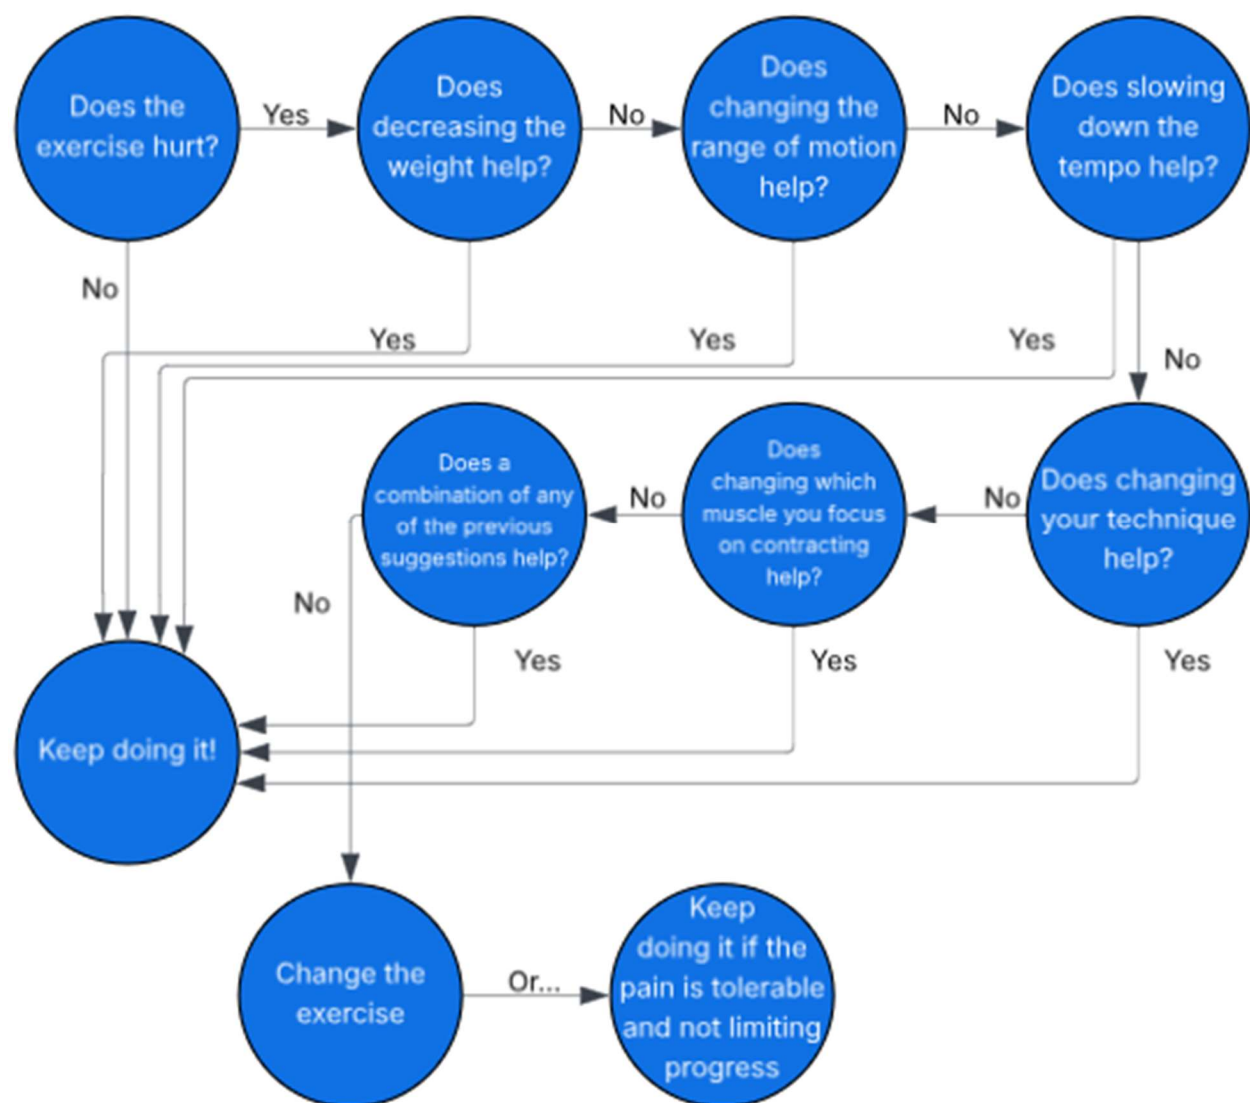 Does the
exercise hurt?
Yes
Does
decreasing the
weight help?
No
Does
changing the
range of motion
help?
No
Does slowing
down the
tempo help?
No
Yes
Yes
Yes
No
Does changing
your technique
help?
No
Does
changing which
muscle you focus
on contracting
help?
No
Does a
combination of any
of the previous
suggestions help?
No
Yes
Yes
Yes
Keep doing it!
Change the
exercise
Or...
Keep
doing it if the
pain is tolerable
and not limiting
progress